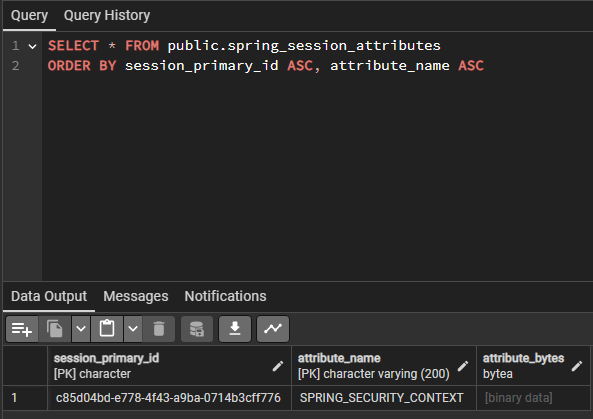 Query Query History
1 SELECT * FROM public.spring_session_attributes
2 ORDER BY session_primary_id ASC, attribute_name ASC
Data Output Messages Notifications
session_primary_id attribute_name attribute_bytes
[PK] character [PK] character varying (200) bytea
1 c85d04bd-e778-4f43-a9ba-0714b3cff776 SPRING_SECURITY_CONTEXT [binary data]